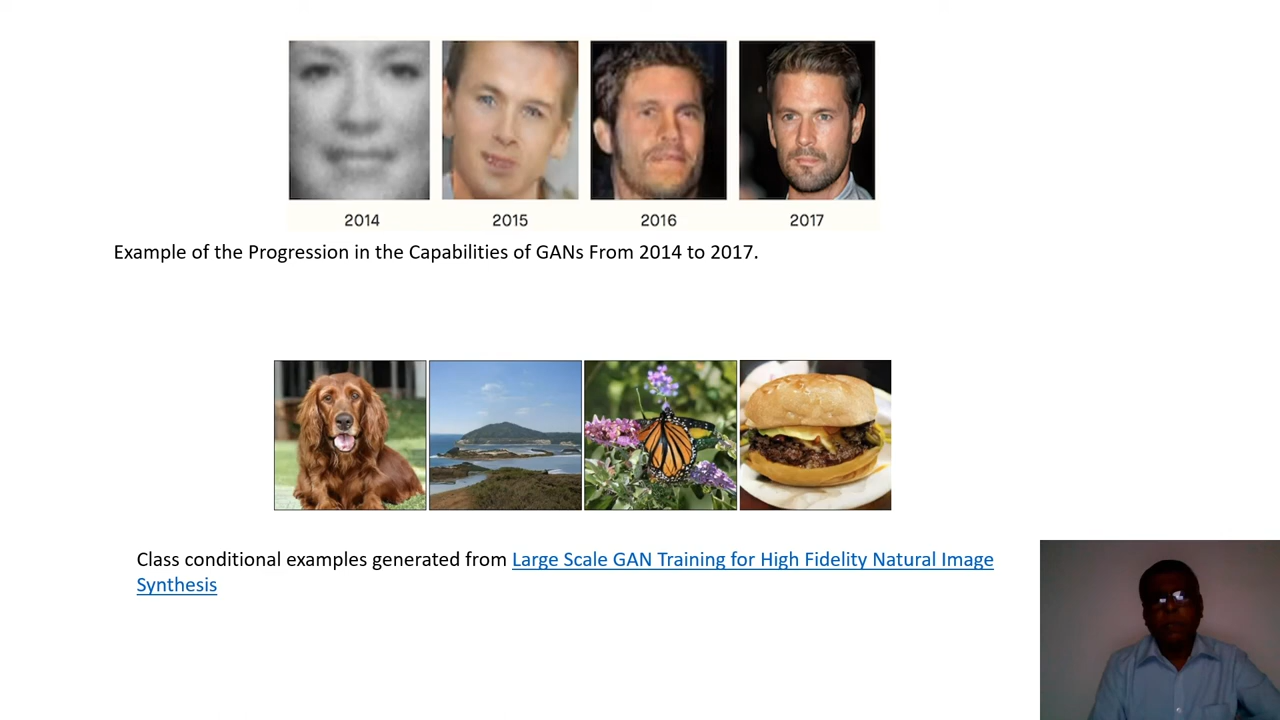 2014 2015 2016 2017
Example of the Progression in the Capabilities of GANs From 2014 to 2017.
Class conditional examples generated from Large Scale GAN Training for High Fidelity Natural Image
Synthesis